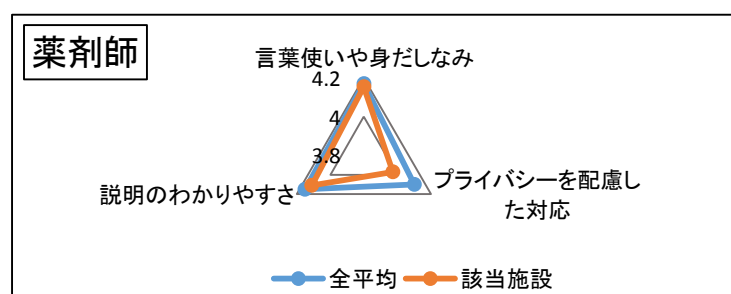 薬剤師
言葉使いや身だしなみ
4.2
4
3.8
説明のわかりやすさ
プライバシーを配慮し
た対応
全平均
該当施設